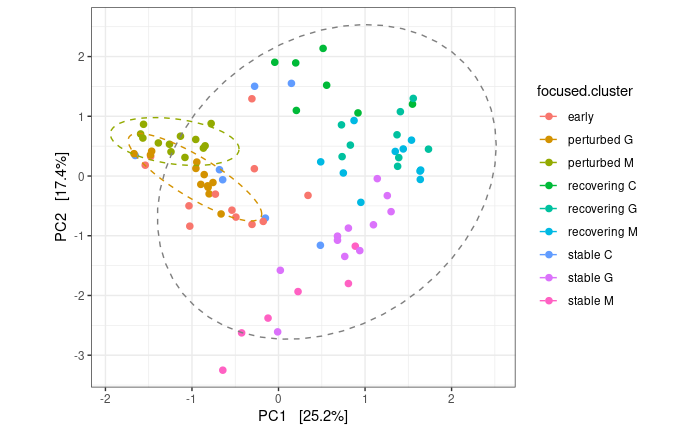 focused.cluster
early
perturbed G
perturbed M
recovering C
recovering G
recovering M
stable C
stable G
stable M
2
1
0
-1
-2
-3
PC2 [17.4%]
-2 -1 0 1 2
PC1 [25.2%]